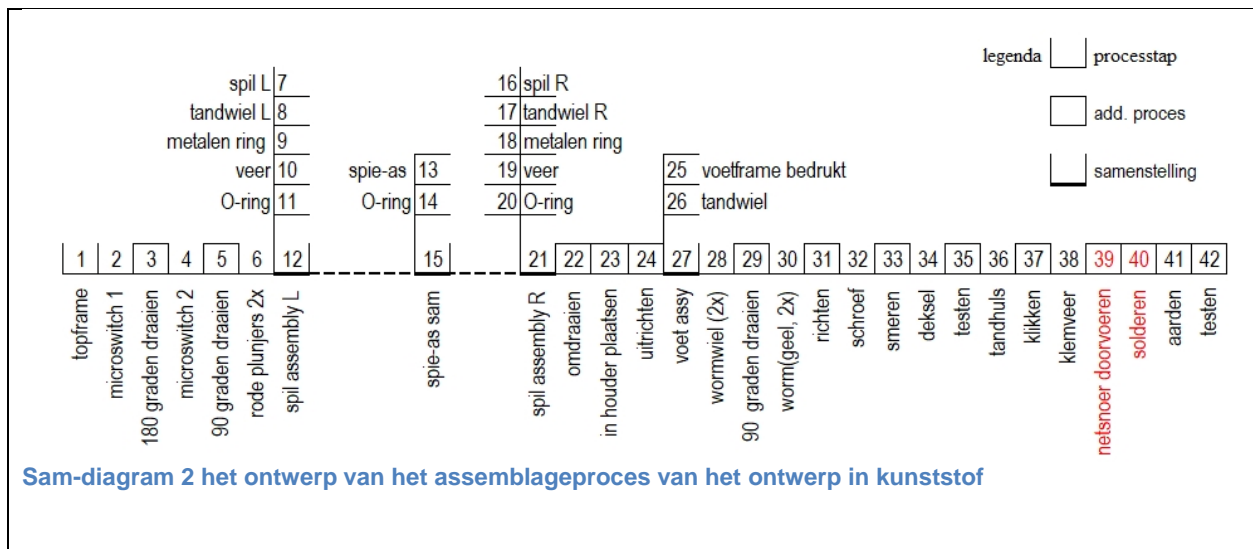 legenda processtap
add. proces
samenstelling
spil L 7
tandwiel L 8
metalen ring 9
veer 10
O-ring 11
spie-as 13
O-ring 14
16 spil R
17 tandwiel R
18 metalen ring
19 veer
20 O-ring
25 voetframe bedrukt
26 tandwiel
1 2 3 4 5 6 12 15 21 22 23 24 27 28 29 30 31 32 33 34 35 36 37 38 39 40 41 42
topframe
microswitch 1
180 graden draaien
microswitch 2
90 graden draaien
rode plunjers 2x
spil assembly L
spie-as sam
spil assembly R
omdraaien
in houder plaatsen
uitrichten
voet assy
wormwiel (2x)
90 graden draaien
worm(geel, 2x)
richten
schroef
smeren
deksel
testen
tandhuis
klikken
klemveer
netsnoer doorvoeren
solderen
aarden
testen
Sam-diagram 2 het ontwerp van het assemblageproces van het ontwerp in kunststof